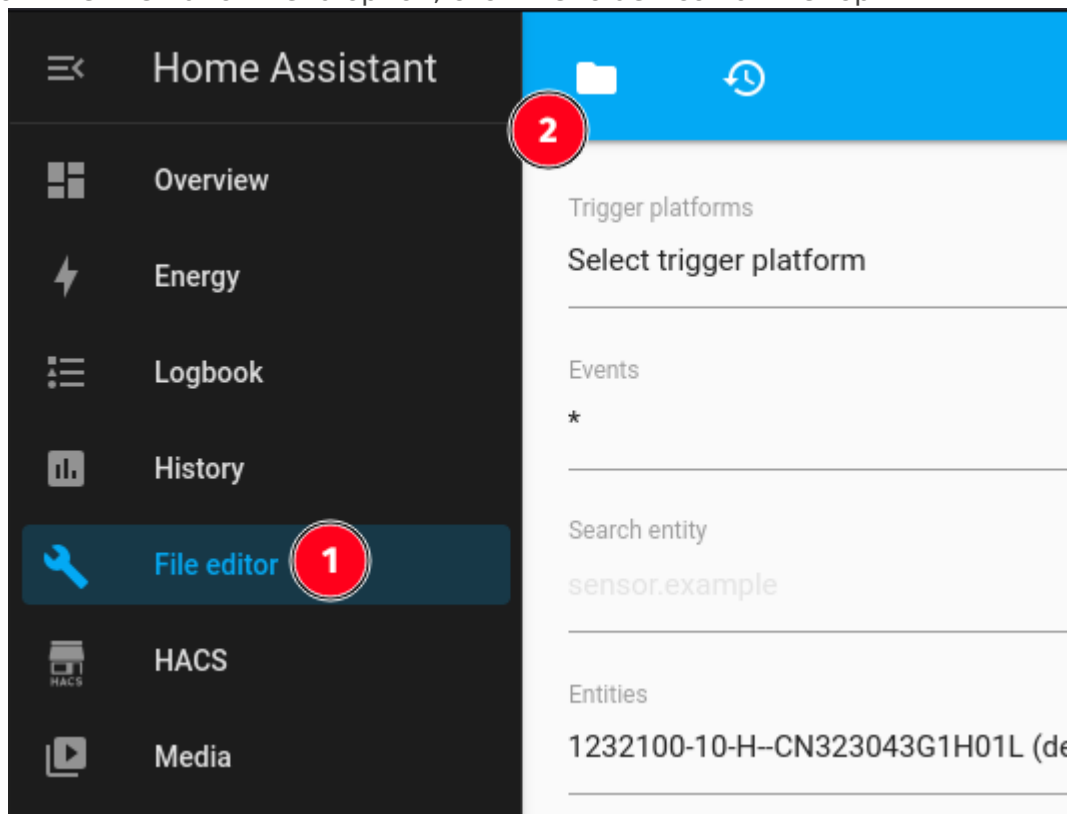 Home Assistant
2
Overview
Trigger platforms
Select trigger platform
Energy
Events
Logbook
*
History
Search entity
File editor
1
sensor.example
HACS
HACS
Entities
1232100-10-H--CN323043G1H01L (de
Media